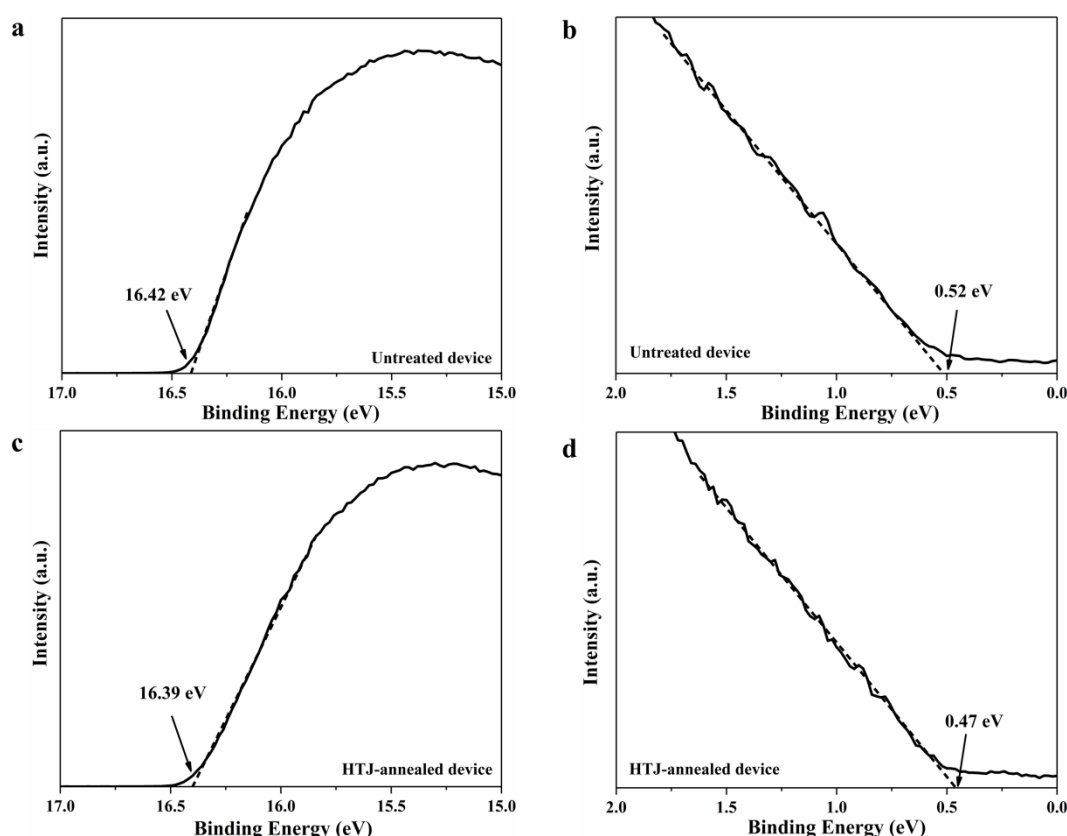 a
Intensity (a.u.)
16.42 eV
Untreated device
17.0 16.5 16.0 15.5 15.0
Binding Energy (eV)
b
Intensity (a.u.)
0.52 eV
Untreated device
2.0 1.5 1.0 0.5 0.0
Binding Energy (eV)
c
Intensity (a.u.)
16.39 eV
HTJ-annealed device
17.0 16.5 16.0 15.5 15.0
Binding Energy (eV)
d
Intensity (a.u.)
0.47 eV
HTJ-annealed device
2.0 1.5 1.0 0.5 0.0
Binding Energy (eV)